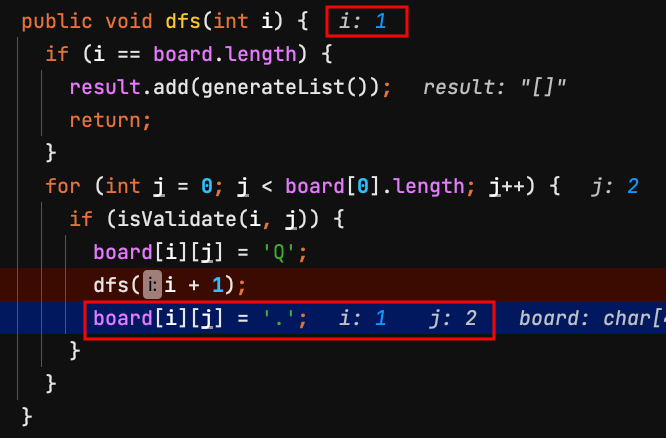 public void dfs(int i) {   i: 1
  if (i == board.length) {
    result.add(generateList());   result: "[]"
    return;
  }
  for (int j = 0; j < board[0].length; j++) {   j: 2
    if (isValidate(i, j)) {
      board[i][j] = 'Q';
      dfs( i: i + 1);
      board[i][j] = '.';   i: 1   j: 2   board: char[
    }
  }
}